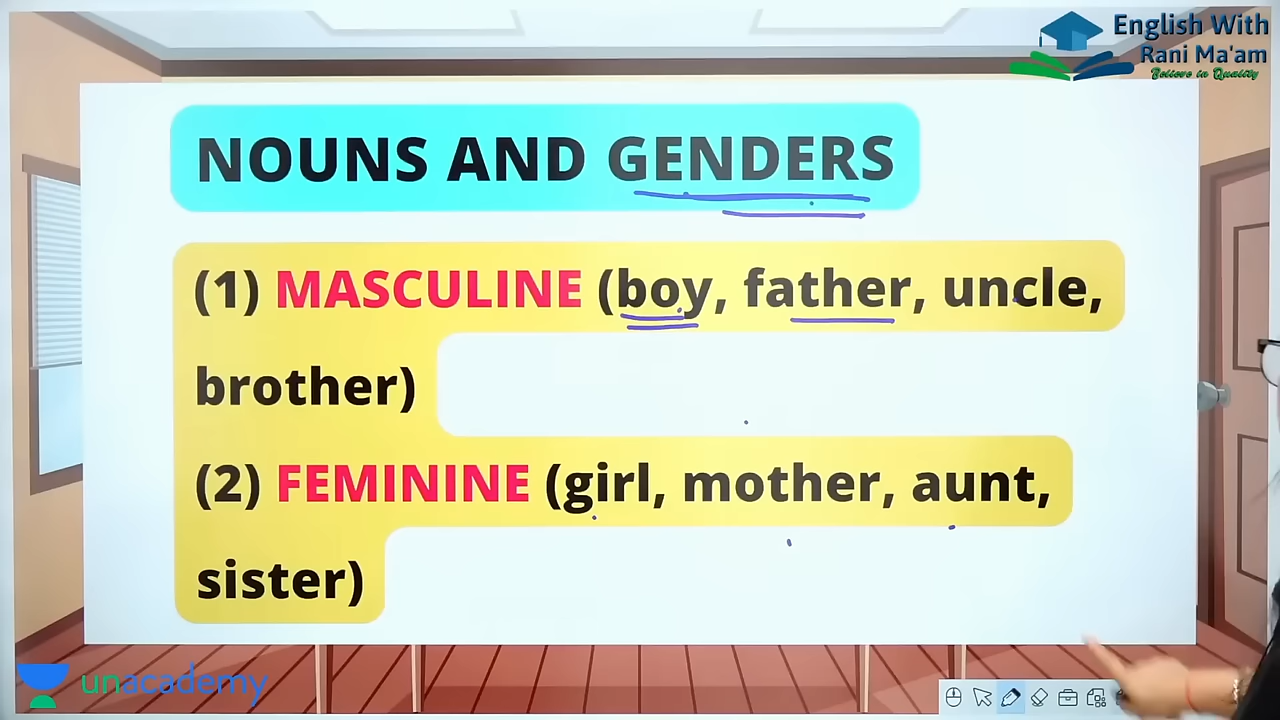 English With
Rani Ma'am
Believe in Quality
NOUNS AND GENDERS
(1) MASCULINE (boy, father, uncle,
brother)
(2) FEMININE (girl, mother, aunt,
sister)
unacademy